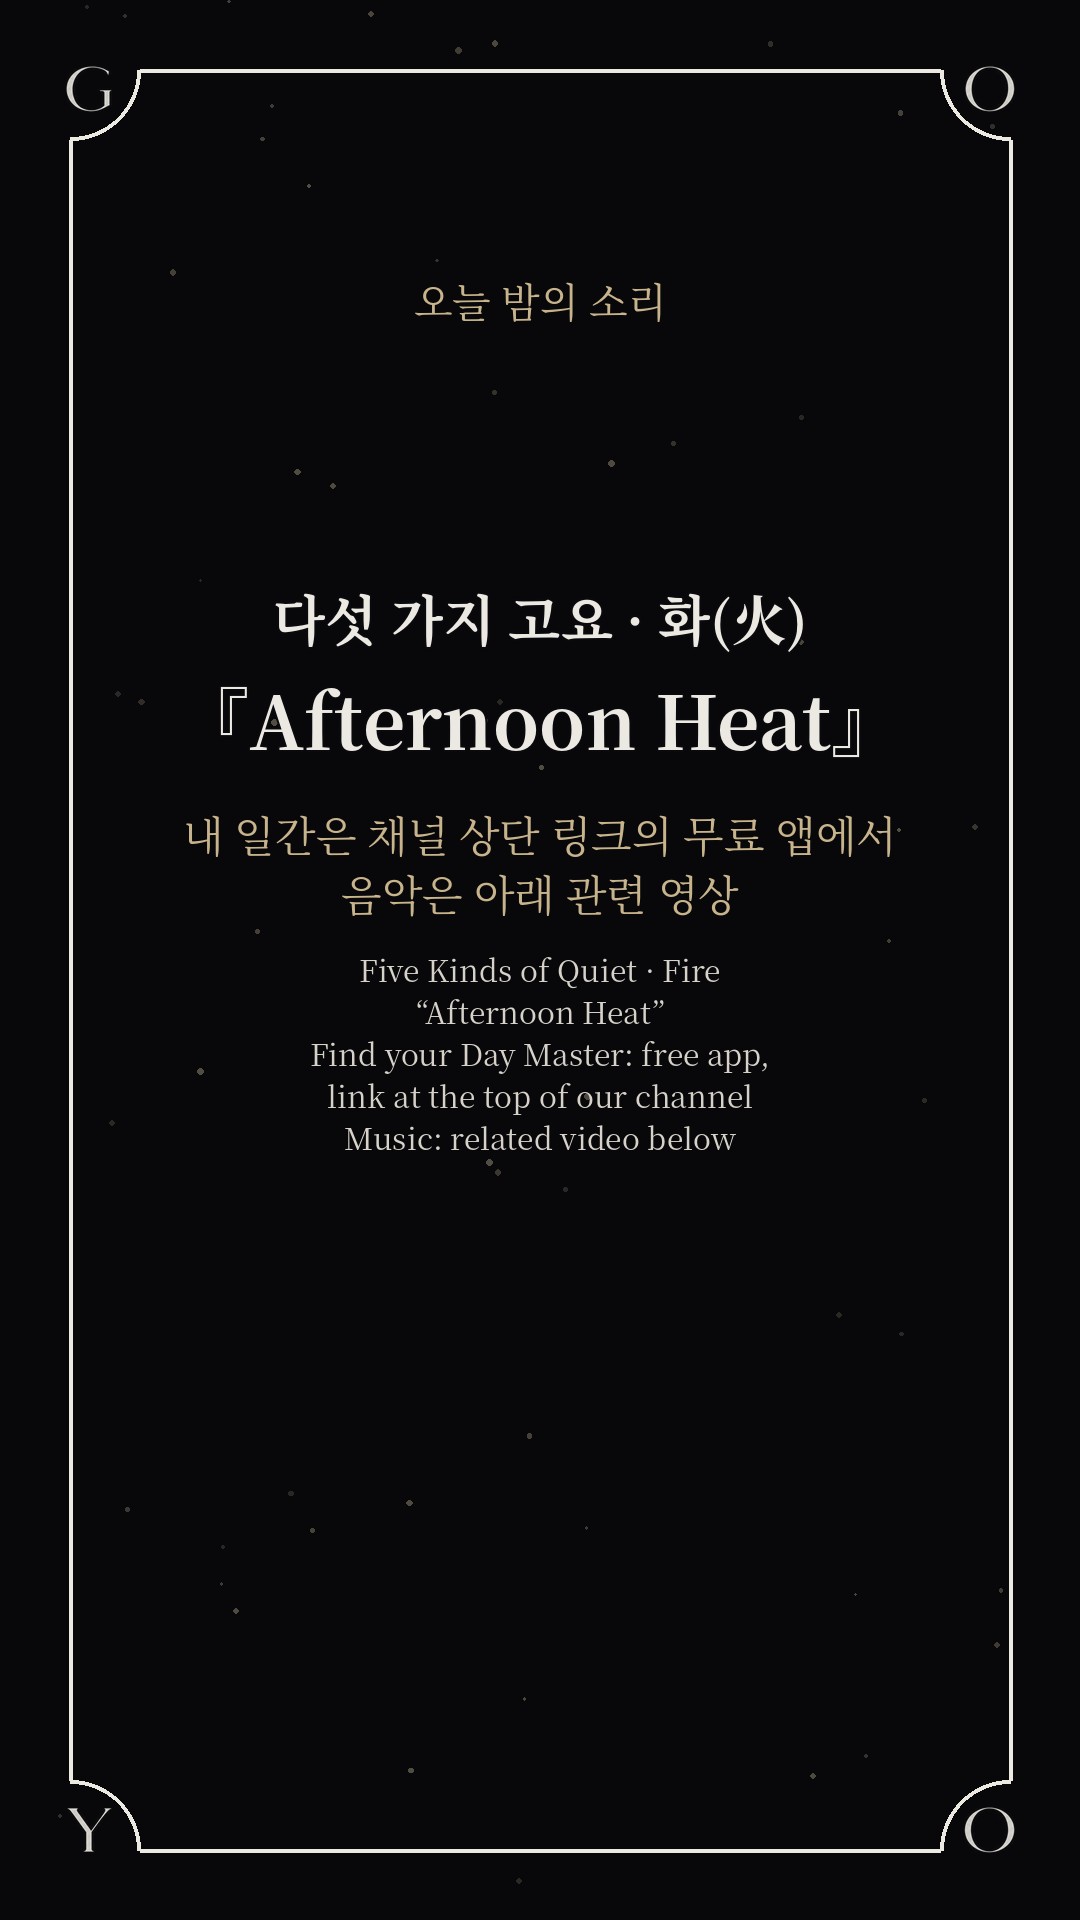 G O
오늘 밤의 소리
다섯 가지 고요 · 화(火)
『Afternoon Heat』
내 일간은 채널 상단 링크의 무료 앱에서
음악은 아래 관련 영상
Five Kinds of Quiet · Fire
“Afternoon Heat”
Find your Day Master: free app,
link at the top of our channel
Music: related video below
Y O